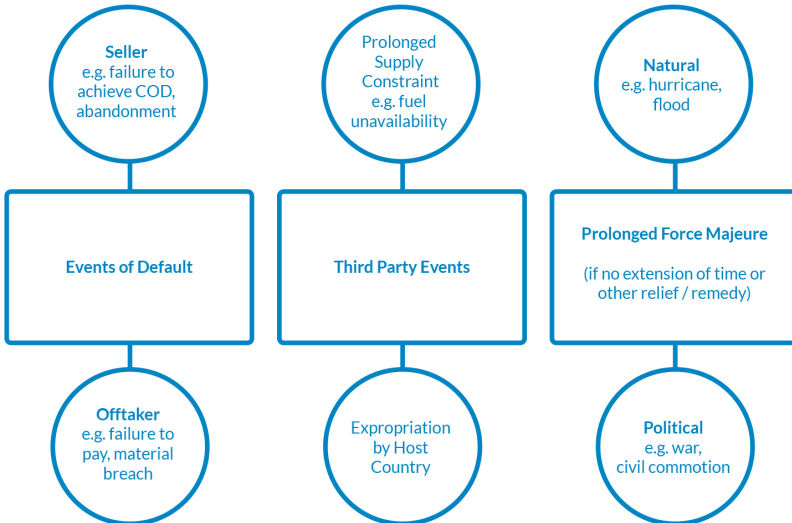 Seller
e.g. failure to
achieve COD,
abandonment
Prolonged
Supply
Constraint
e.g. fuel
unavailability
Natural
e.g. hurricane,
flood
Events of Default
Third Party Events
Prolonged Force Majeure
(if no extension of time or
other relief / remedy)
Offtaker
e.g. failure to
pay, material
breach
Expropriation
by Host
Country
Political
e.g. war,
civil commotion